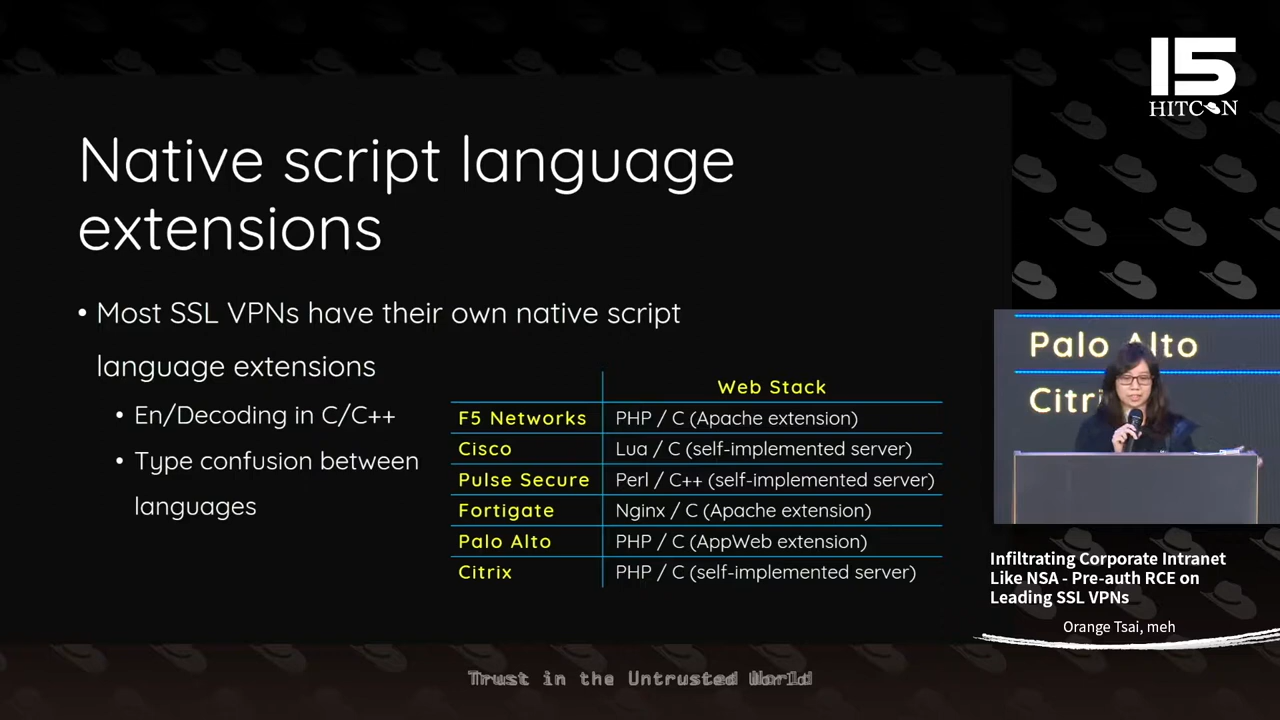 15
HITCON
Native script language
extensions
• Most SSL VPNs have their own native script
language extensions
• En/Decoding in C/C++
• Type confusion between
languages
Web Stack
F5 Networks PHP / C (Apache extension)
Cisco Lua / C (self-implemented server)
Pulse Secure Perl / C++ (self-implemented server)
Fortigate Nginx / C (Apache extension)
Palo Alto PHP / C (AppWeb extension)
Citrix PHP / C (self-implemented server)
Palo Alto
Citri
Infiltrating Corporate Intranet
Like NSA - Pre-auth RCE on
Leading SSL VPNs
Orange Tsai, meh
Trust in the Untrusted World